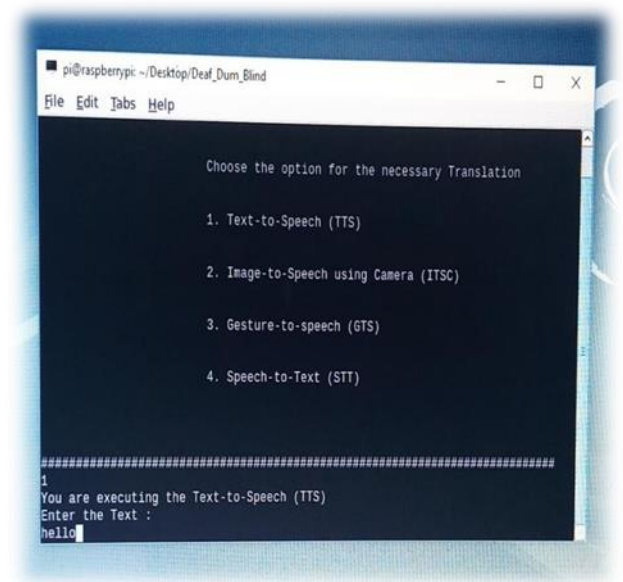 pi@raspberrypi: ~/Desktop/Deaf_Dum_Blind
File Edit Tabs Help
Choose the option for the necessary Translation
1. Text-to-Speech (TTS)
2. Image-to-Speech using Camera (ITSC)
3. Gesture-to-speech (GTS)
4. Speech-to-Text (STT)
###########################################################################
1
You are executing the Text-to-Speech (TTS)
Enter the Text :
hello